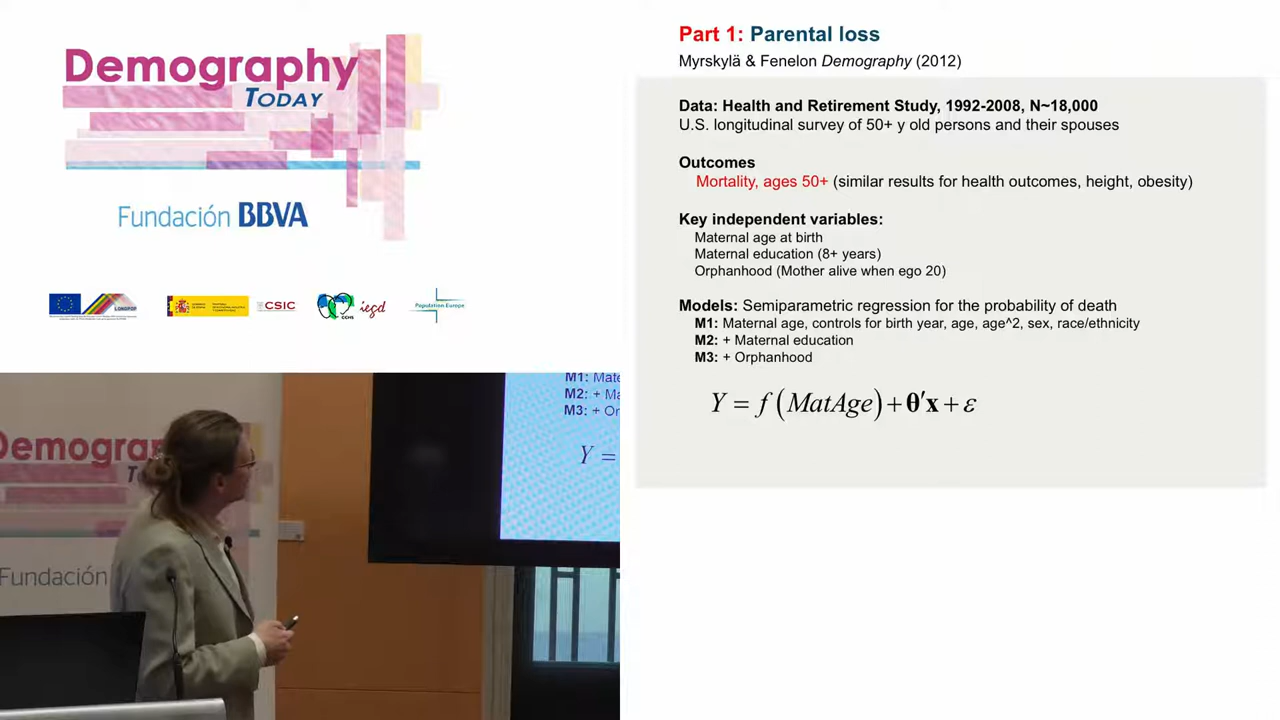 Demography
TODAY
Fundación BBVA
CSIC
iegd
Population Europe
Part 1: Parental loss
Myrskylä & Fenelon Demography (2012)
Data: Health and Retirement Study, 1992-2008, N~18,000
U.S. longitudinal survey of 50+ y old persons and their spouses
Outcomes
Mortality, ages 50+ (similar results for health outcomes, height, obesity)
Key independent variables:
Maternal age at birth
Maternal education (8+ years)
Orphanhood (Mother alive when ego 20)
Models: Semiparametric regression for the probability of death
M1: Maternal age, controls for birth year, age, age^2, sex, race/ethnicity
M2: + Maternal education
M3: + Orphanhood
Y = f (MatAge) + θ′x + ε
M1: Mate
M2: + Ma
M3: + Or
Y =
Demogra
Fundación